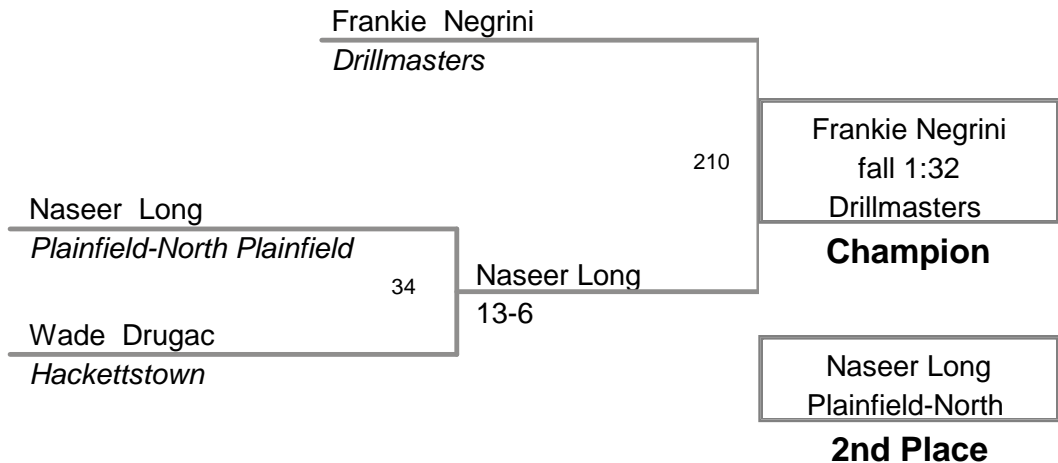 Frankie Negrini
Drillmasters
210
Frankie Negrini
fall 1:32
Drillmasters
Champion
Naseer Long
Plainfield-North Plainfield
34
Naseer Long
13-6
Wade Drugac
Hackettstown
Naseer Long
Plainfield-North
2nd Place